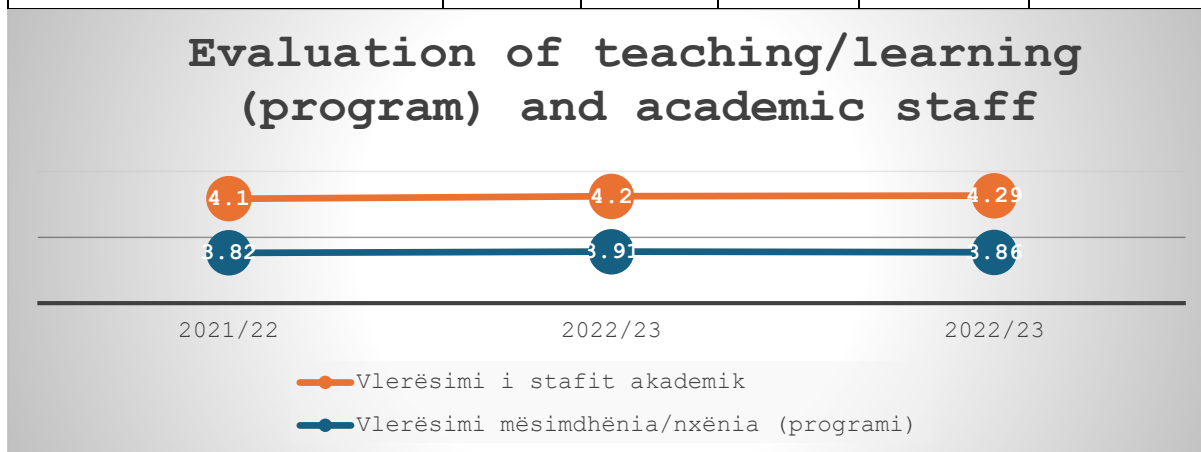 Evaluation of teaching/learning
(program) and academic staff
4.1 4.2 4.29
3.82 3.91 3.86
2021/22 2022/23 2022/23
Vlerësimi i stafit akademik
Vlerësimi mësimdhënia/nxënia (programi)